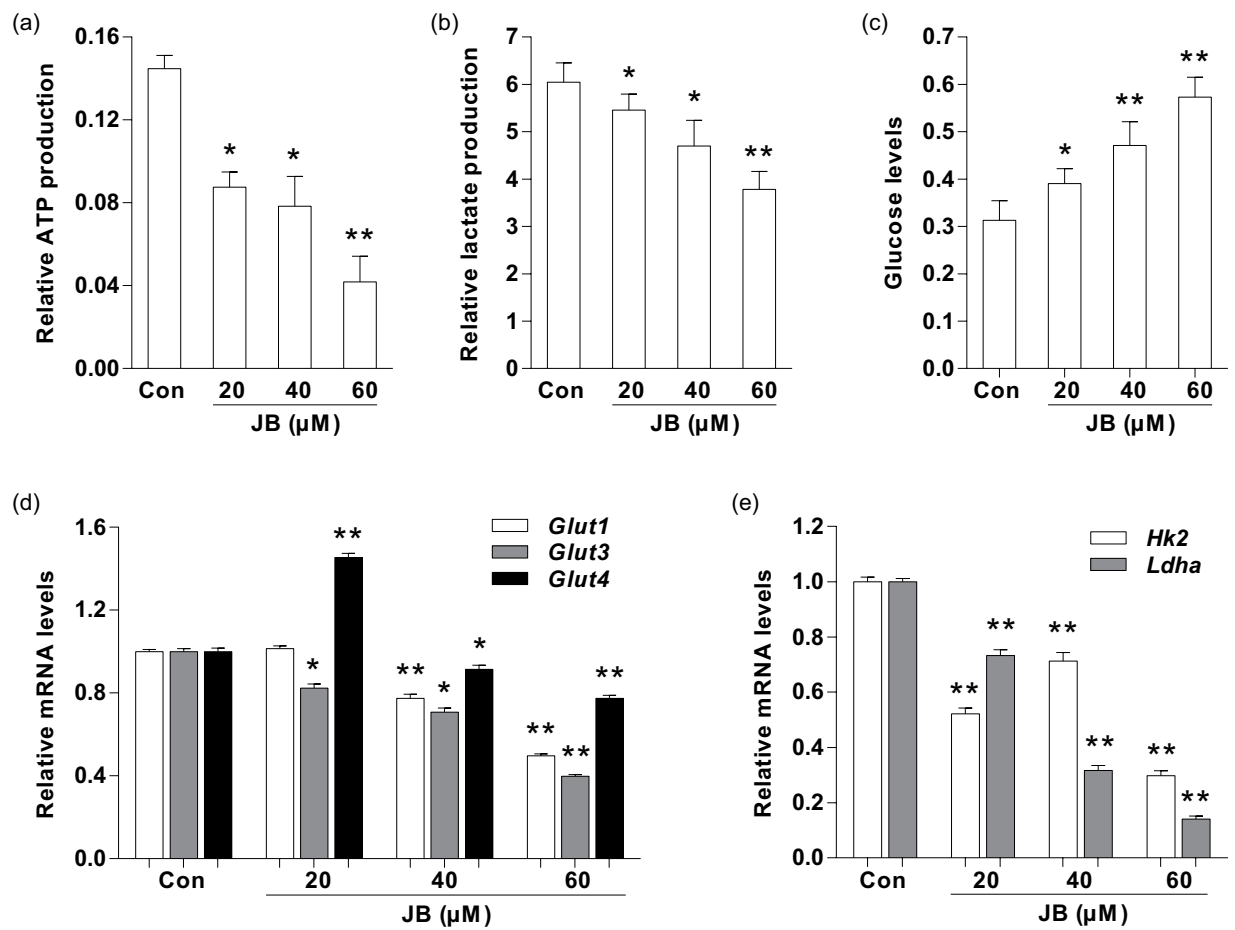 (a)
Relative ATP production
0.16
0.12
0.08
0.04
0.00
*
*
**
Con 20 40 60
JB (µM)
(b)
Relative lactate production
7
6
5
4
3
2
1
0
*
*
**
Con 20 40 60
JB (µM)
(c)
Glucose levels
0.7
0.6
0.5
0.4
0.3
0.2
0.1
0.0
*
**
**
Con 20 40 60
JB (µM)
(d)
Relative mRNA levels
1.6
1.2
0.8
0.4
0.0
Glut1
Glut3
Glut4
*
**
**
*
*
**
**
**
Con 20 40 60
JB (µM)
(e)
Relative mRNA levels
1.2
1.0
0.8
0.6
0.4
0.2
0.0
Hk2
Ldha
**
**
**
**
**
**
Con 20 40 60
JB (µM)